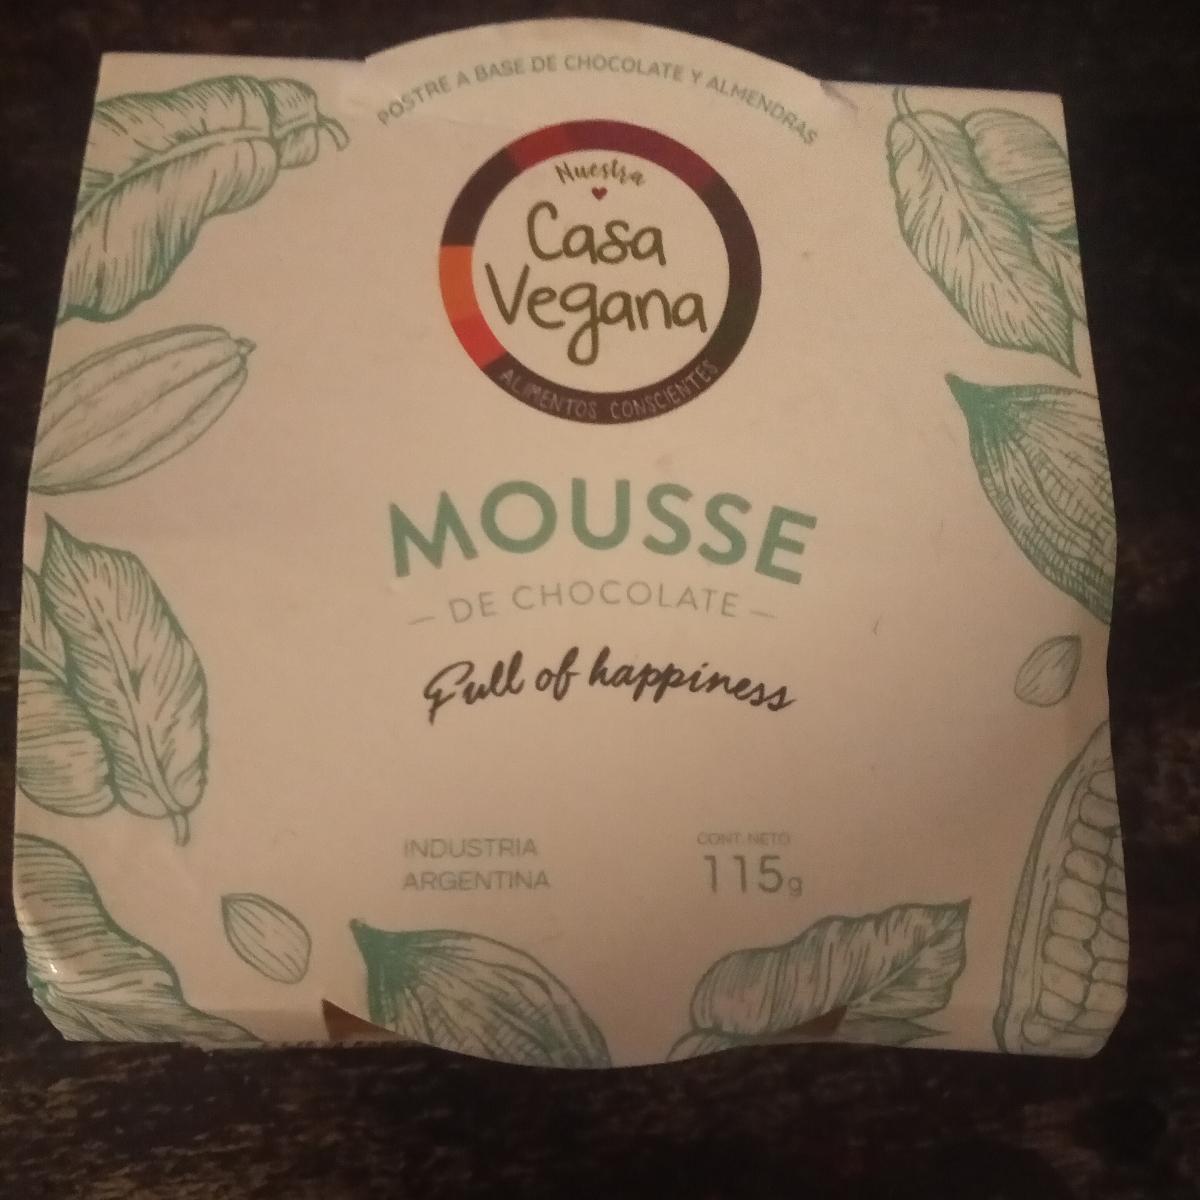 POSTRE A BASE DE CHOCOLATE Y ALMENDRAS
Nuestra
Casa
Vegana
ALIMENTOS CONSCIENTES
MOUSSE
DE CHOCOLATE
Full of happiness
INDUSTRIA
ARGENTINA
CONT. NETO
115g